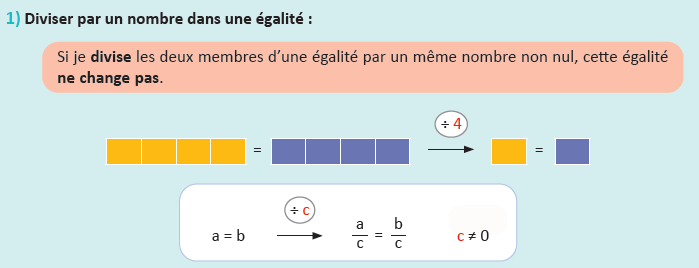 1) Diviser par un nombre dans une égalité :
Si je divise les deux membres d'une égalité par un même nombre non nul, cette égalité
ne change pas.
÷ 4
= =
÷ c
a = b a/c = b/c c ≠ 0